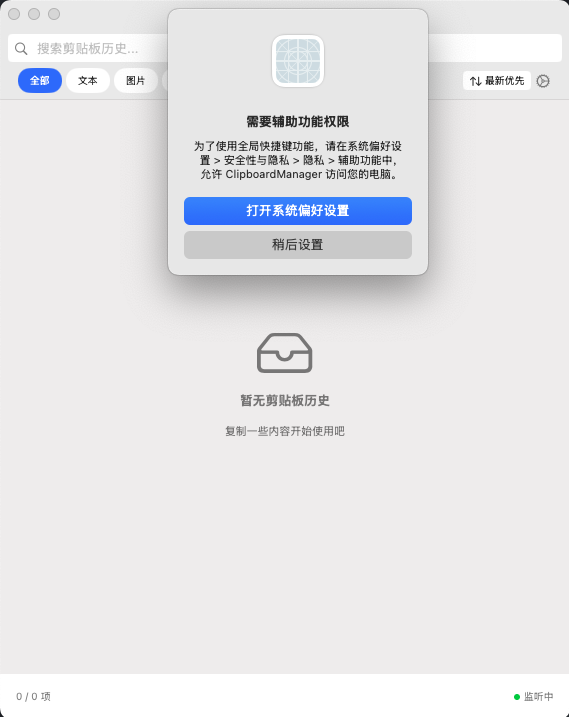 搜索剪贴板历史...
全部
文本
图片
最新优先
需要辅助功能权限
为了使用全局快捷键功能，请在系统偏好设
置 > 安全性与隐私 > 隐私 > 辅助功能中，
允许 ClipboardManager 访问您的电脑。
打开系统偏好设置
稍后设置
暂无剪贴板历史
复制一些内容开始使用吧
0 / 0 项
监听中